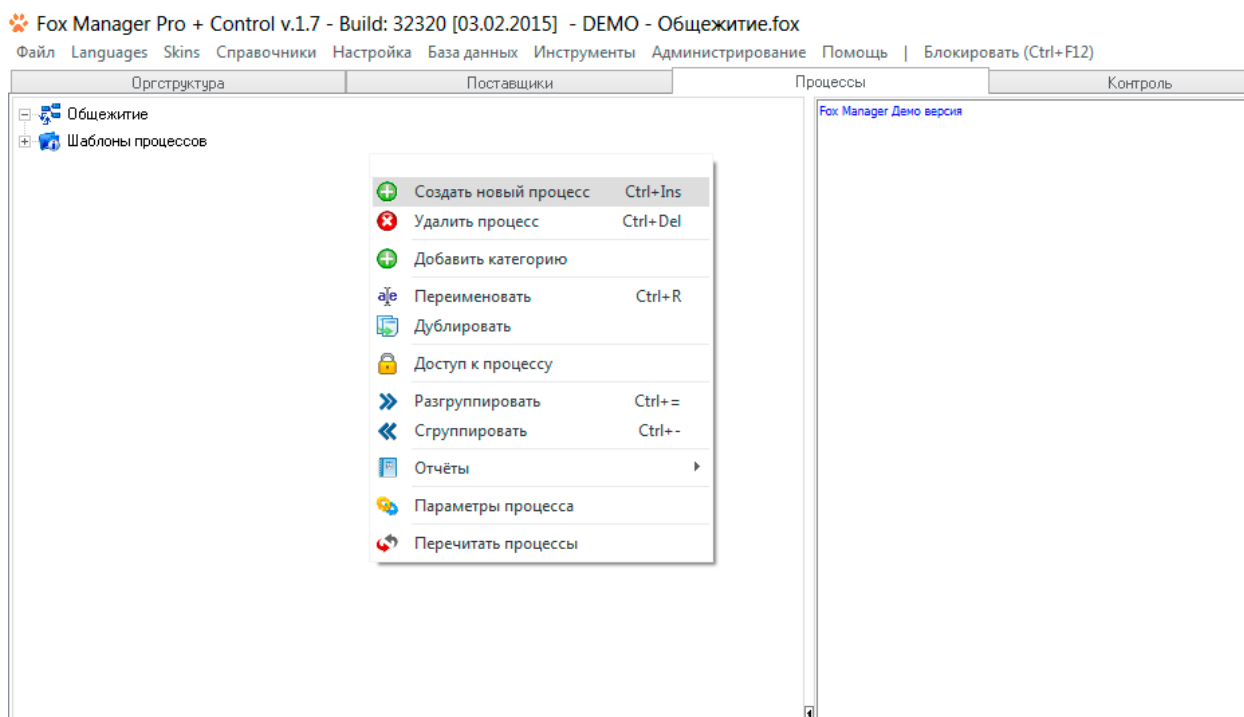 Fox Manager Pro + Control v.1.7 - Build: 32320 [03.02.2015] - DEMO - Общежитие.fox
Файл Languages Skins Справочники Настройка База данных Инструменты Администрирование Помощь | Блокировать (Ctrl+F12)
Оргструктура Поставщики Процессы Контроль
Общежитие
Шаблоны процессов
Fox Manager Демо версия
Создать новый процесс Ctrl+Ins
Удалить процесс Ctrl+Del
Добавить категорию
Переименовать Ctrl+R
Дублировать
Доступ к процессу
Разгруппировать Ctrl+=
Сгруппировать Ctrl+-
Отчёты
Параметры процесса
Перечитать процессы